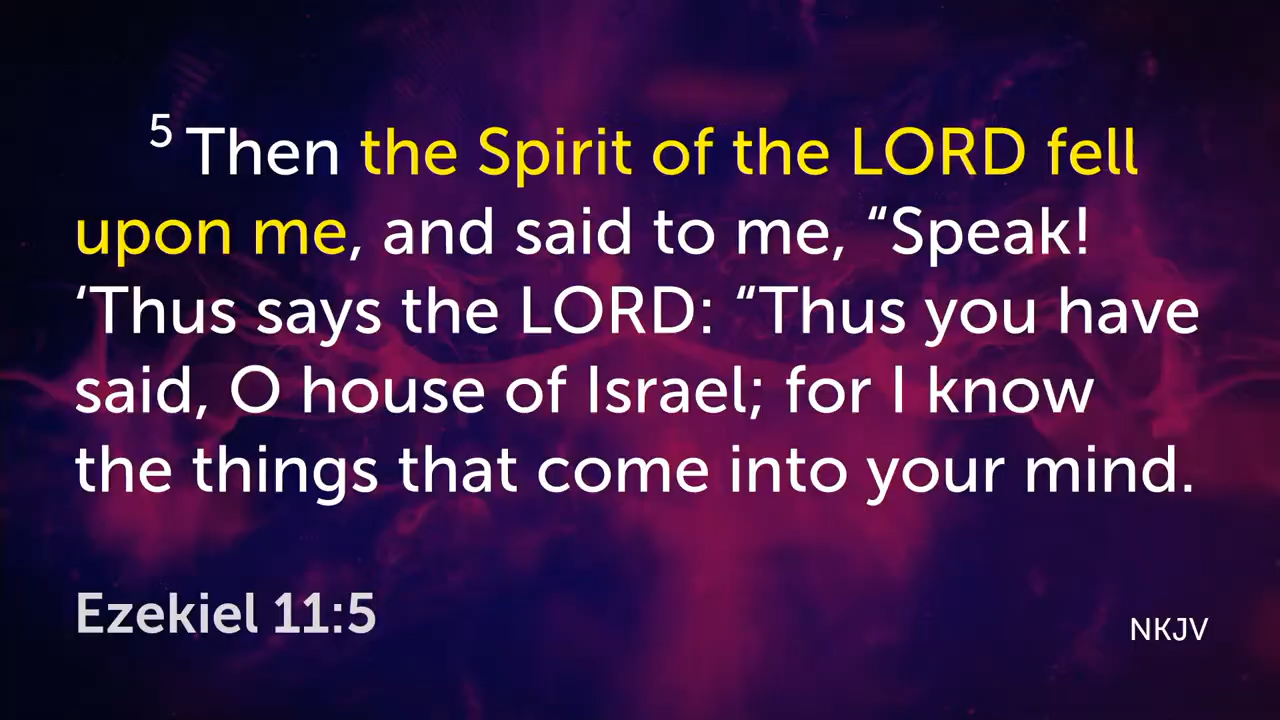 5 Then the Spirit of the LORD fell
upon me, and said to me, “Speak!
‘Thus says the LORD: “Thus you have
said, O house of Israel; for I know
the things that come into your mind.
Ezekiel 11:5
NKJV